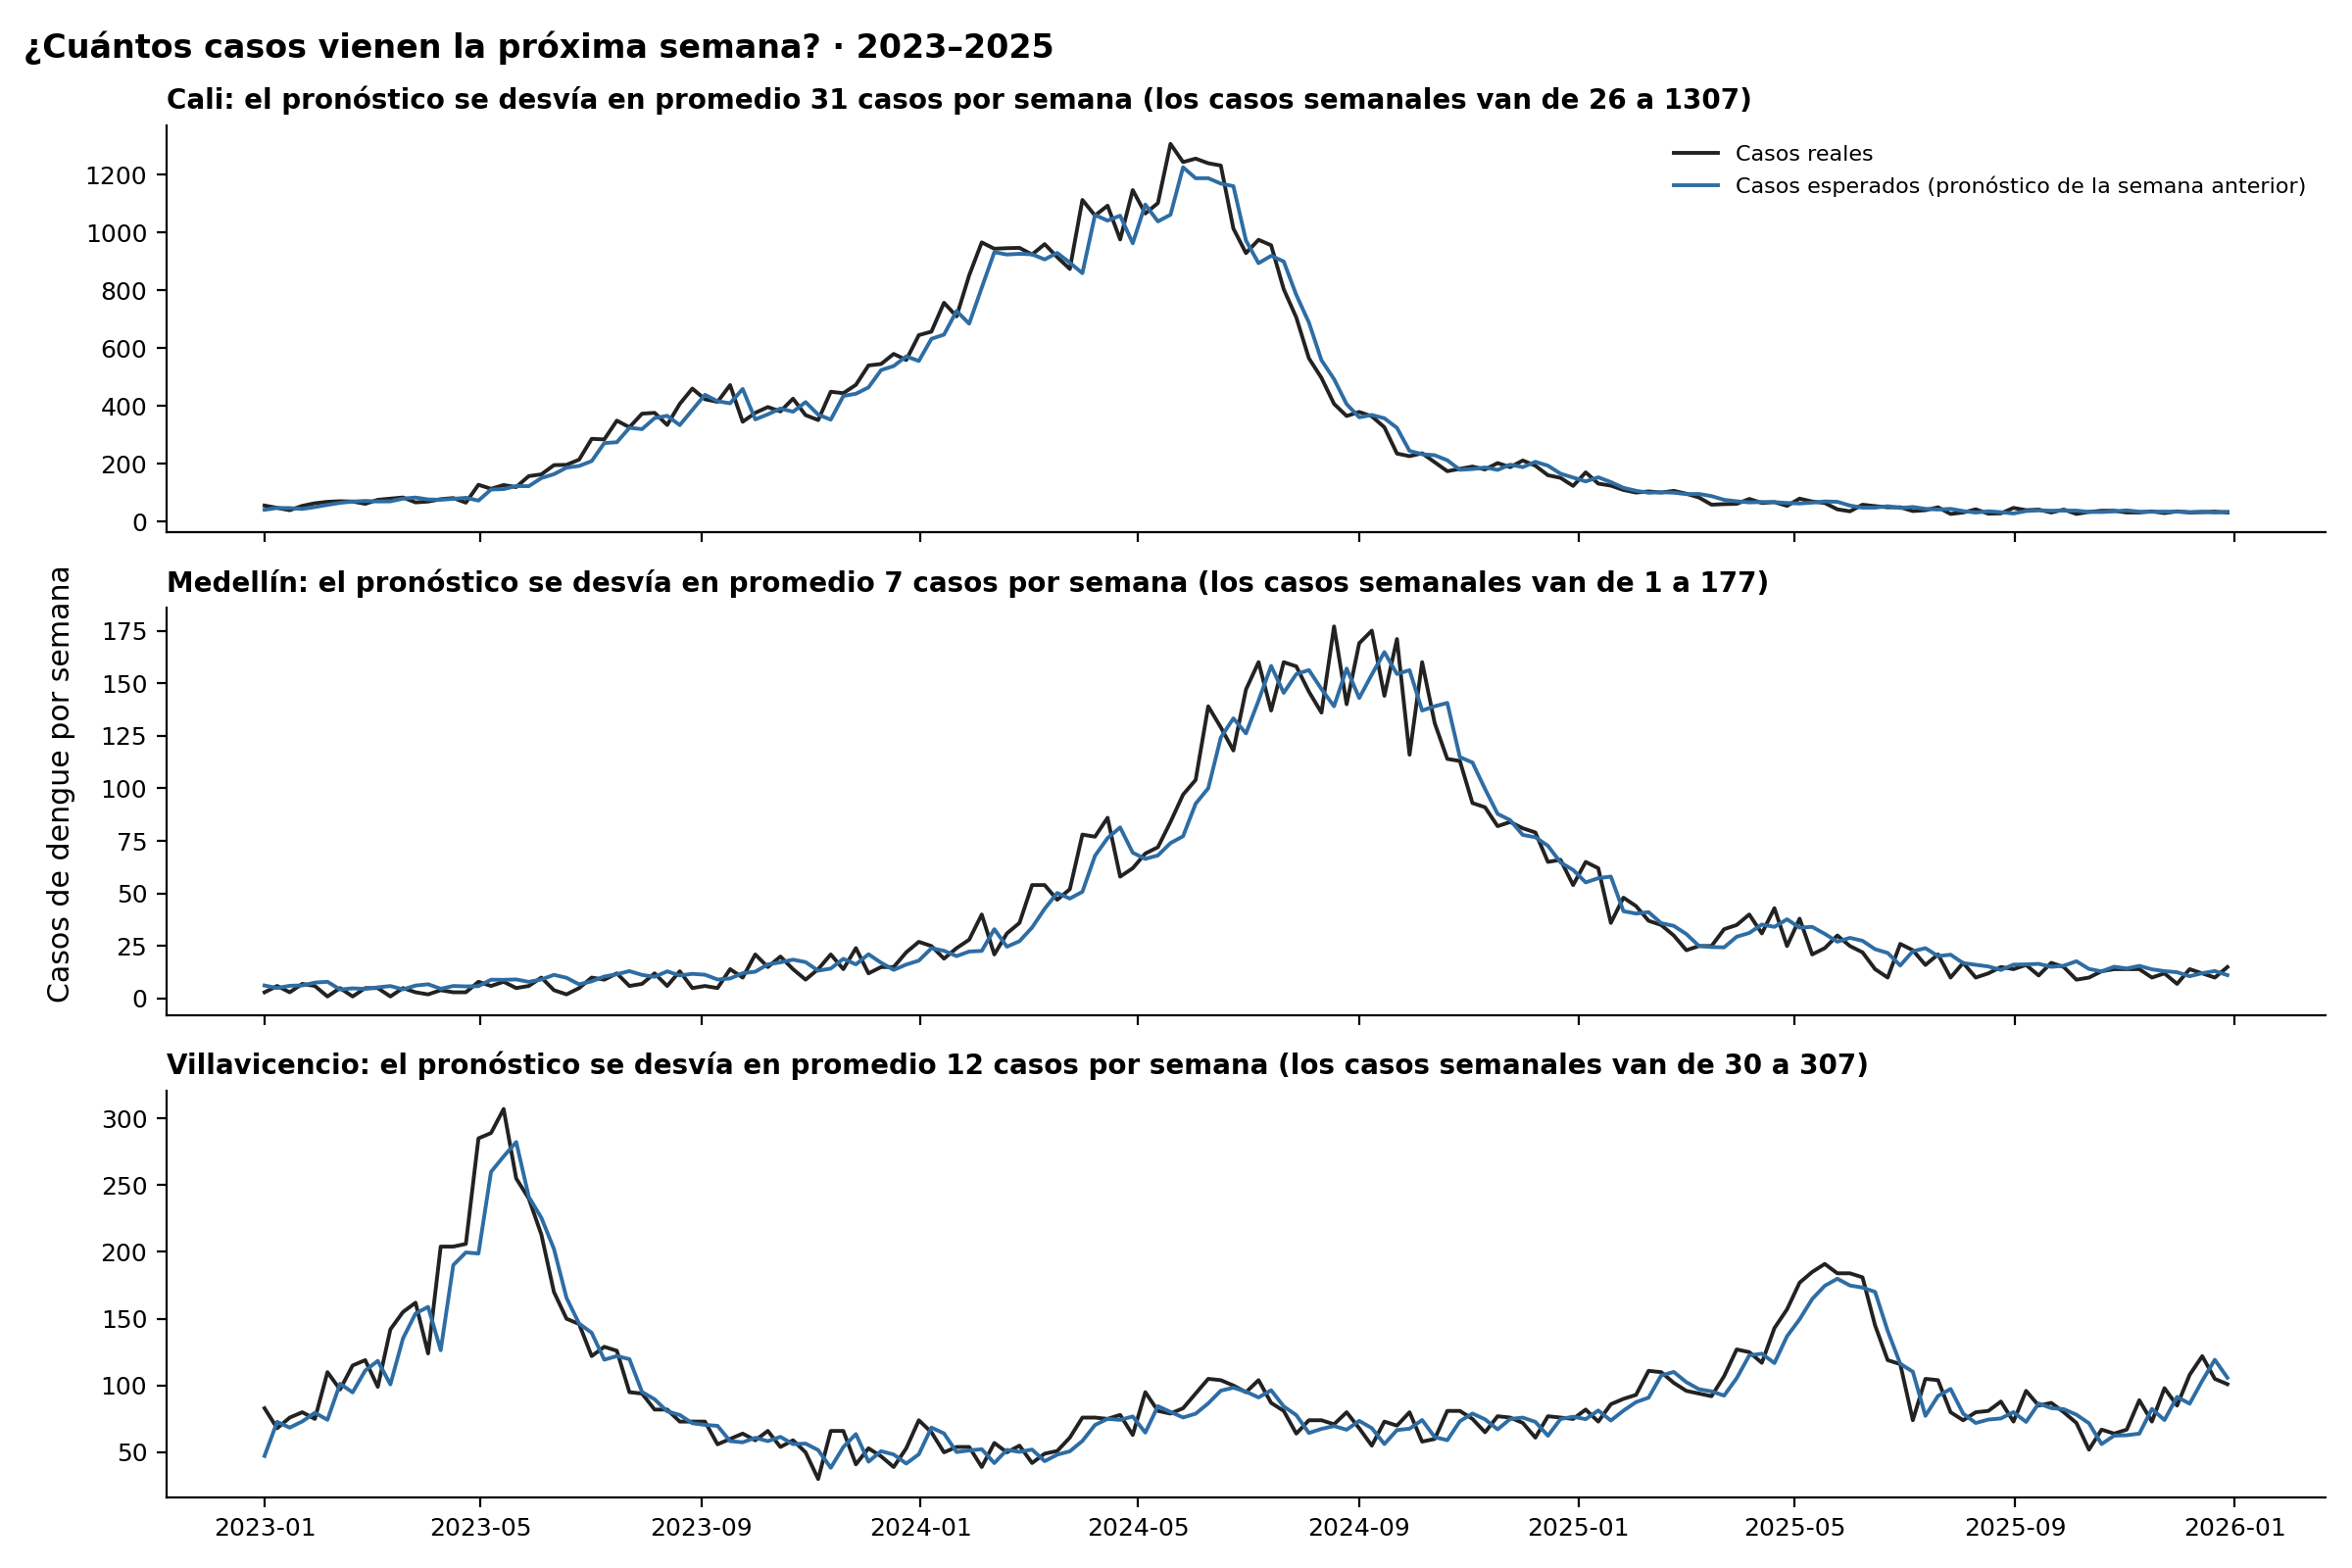 ¿Cuántos casos vienen la próxima semana? · 2023–2025
Cali: el pronóstico se desvía en promedio 31 casos por semana (los casos semanales van de 26 a 1307)
Casos reales
Casos esperados (pronóstico de la semana anterior)
1200
1000
800
600
400
200
0
Casos de dengue por semana
Medellín: el pronóstico se desvía en promedio 7 casos por semana (los casos semanales van de 1 a 177)
175
150
125
100
75
50
25
0
Villavicencio: el pronóstico se desvía en promedio 12 casos por semana (los casos semanales van de 30 a 307)
300
250
200
150
100
50
2023-01 2023-05 2023-09 2024-01 2024-05 2024-09 2025-01 2025-05 2025-09 2026-01